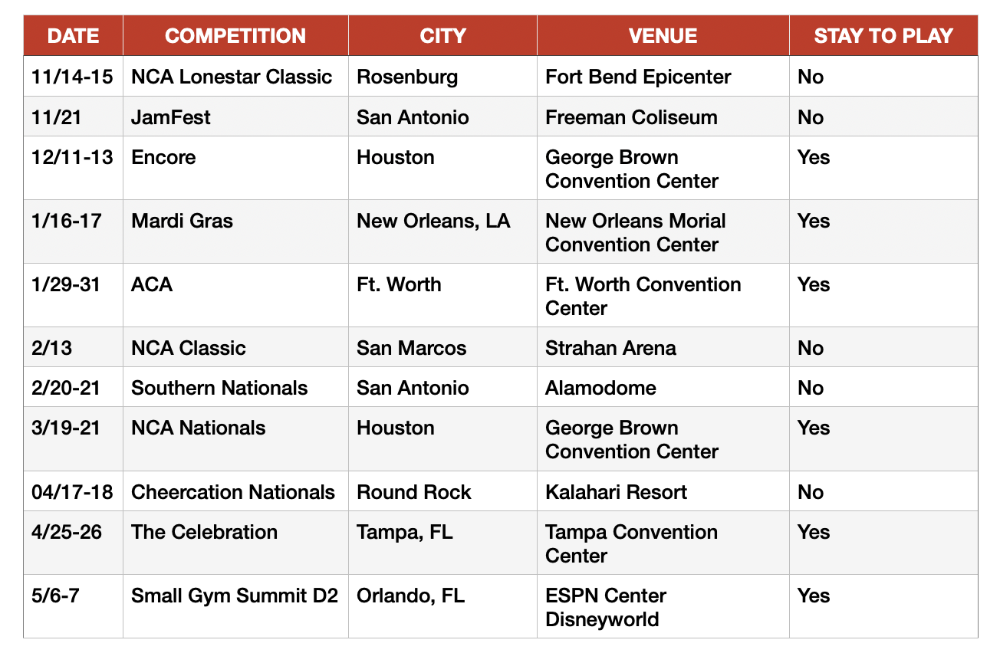 DATE COMPETITION CITY VENUE STAY TO PLAY
11/14-15 NCA Lonestar Classic Rosenburg Fort Bend Epicenter No
11/21 JamFest San Antonio Freeman Coliseum No
12/11-13 Encore Houston George Brown Yes
Convention Center
1/16-17 Mardi Gras New Orleans, LA New Orleans Morial Yes
Convention Center
1/29-31 ACA Ft. Worth Ft. Worth Convention Yes
Center
2/13 NCA Classic San Marcos Strahan Arena No
2/20-21 Southern Nationals San Antonio Alamodome No
3/19-21 NCA Nationals Houston George Brown Yes
Convention Center
04/17-18 Cheercation Nationals Round Rock Kalahari Resort No
4/25-26 The Celebration Tampa, FL Tampa Convention Yes
Center
5/6-7 Small Gym Summit D2 Orlando, FL ESPN Center Yes
Disneyworld